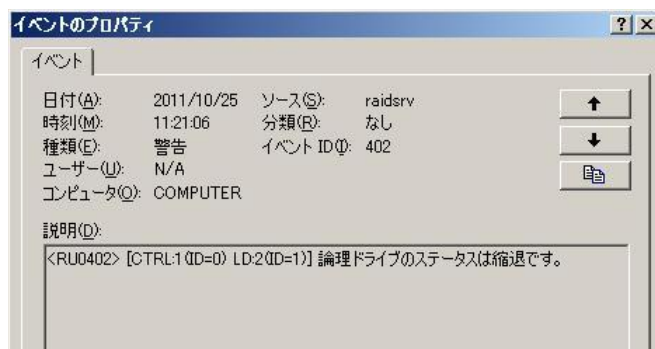 イベントのプロパティ
? ×
イベント
日付(A): 2011/10/25 ソース(S): raidsrv
時刻(M): 11:21:06 分類(R): なし
種類(E): 警告 イベント ID(I): 402
ユーザー(U): N/A
コンピュータ(O): COMPUTER
説明(D):
<RU0402> [CTRL:1(ID=0) LD:2(ID=1)] 論理ドライブのステータスは縮退です。